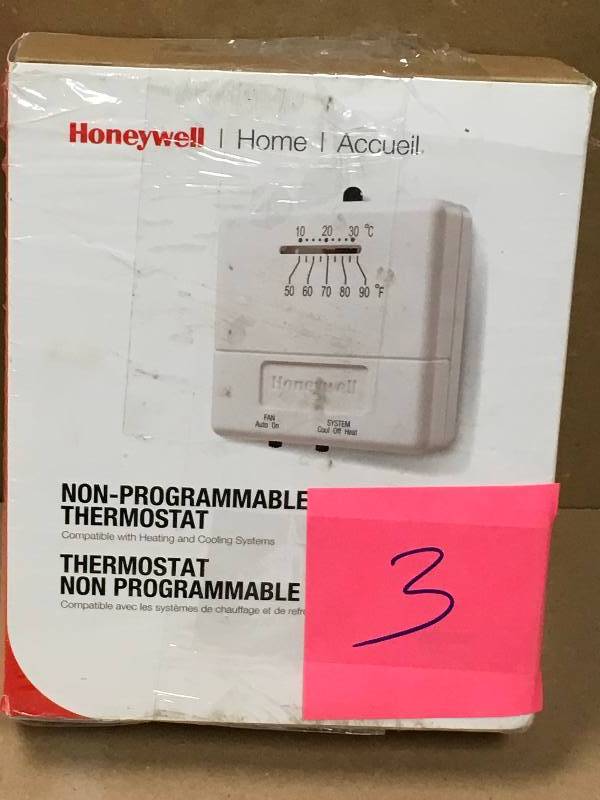 Honeywell | Home | Accueil
10 20 30 °C
50 60 70 80 90 °F
Honeywell
FAN
Auto On
SYSTEM
Cool Off Heat
NON-PROGRAMMABLE
THERMOSTAT
Compatible with Heating and Cooling Systems
THERMOSTAT
NON PROGRAMMABLE
Compatible avec les systèmes de chauffage et de refr
3